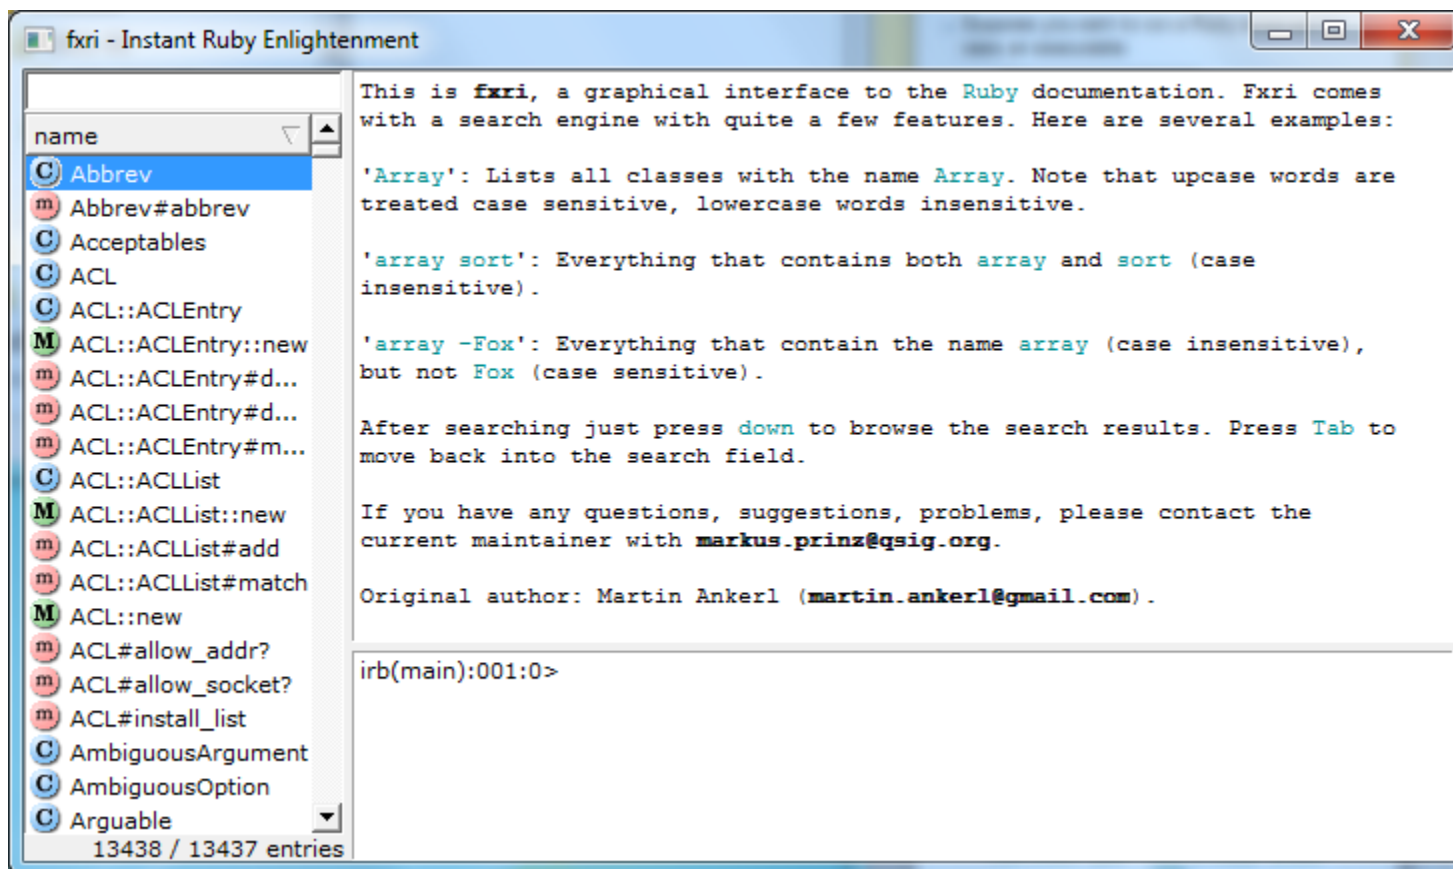 fxri - Instant Ruby Enlightenment
name
C Abbrev
m Abbrev#abbrev
C Acceptables
C ACL
C ACL::ACLEntry
M ACL::ACLEntry::new
m ACL::ACLEntry#d...
m ACL::ACLEntry#d...
m ACL::ACLEntry#m...
C ACL::ACLList
M ACL::ACLList::new
m ACL::ACLList#add
m ACL::ACLList#match
M ACL::new
m ACL#allow_addr?
m ACL#allow_socket?
m ACL#install_list
C AmbiguousArgument
C AmbiguousOption
C Arguable
13438 / 13437 entries
This is fxri, a graphical interface to the Ruby documentation. Fxri comes
with a search engine with quite a few features. Here are several examples:
'Array': Lists all classes with the name Array. Note that upcase words are
treated case sensitive, lowercase words insensitive.
'array sort': Everything that contains both array and sort (case
insensitive).
'array -Fox': Everything that contain the name array (case insensitive),
but not Fox (case sensitive).
After searching just press down to browse the search results. Press Tab to
move back into the search field.
If you have any questions, suggestions, problems, please contact the
current maintainer with markus.prinz@qsig.org.
Original author: Martin Ankerl (martin.ankerl@gmail.com).
irb(main):001:0>